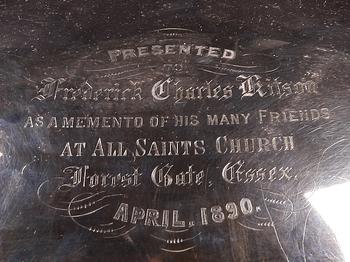 PRESENTED
TO
Frederick Charles Kitson
AS A MEMENTO OF HIS MANY FRIENDS
AT ALL SAINTS CHURCH
Forest Gate, Essex.
APRIL, 1890.